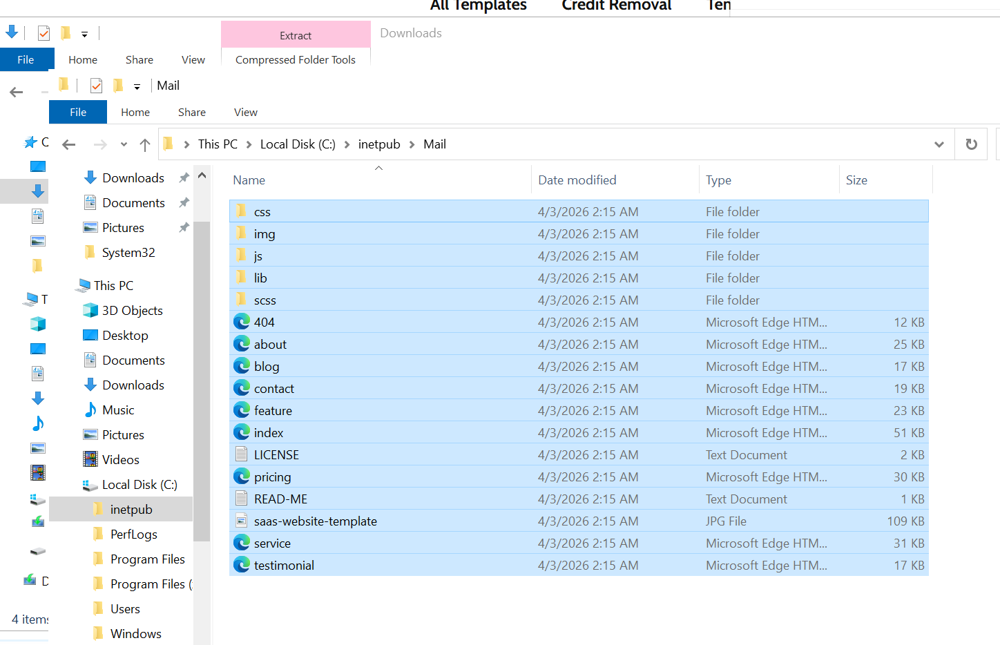 All Templates Credit Removal Ten
Extract Downloads
File Home Share View Compressed Folder Tools
Mail
File Home Share View
This PC Local Disk (C:) inetpub Mail
Name Date modified Type Size
Downloads
Documents
Pictures
System32
This PC
3D Objects
Desktop
Documents
Downloads
Music
Pictures
Videos
Local Disk (C:)
inetpub
PerfLogs
Program Files
Program Files (
Users
Windows
4 items
css 4/3/2026 2:15 AM File folder
img 4/3/2026 2:15 AM File folder
js 4/3/2026 2:15 AM File folder
lib 4/3/2026 2:15 AM File folder
scss 4/3/2026 2:15 AM File folder
404 4/3/2026 2:15 AM Microsoft Edge HTM... 12 KB
about 4/3/2026 2:15 AM Microsoft Edge HTM... 25 KB
blog 4/3/2026 2:15 AM Microsoft Edge HTM... 17 KB
contact 4/3/2026 2:15 AM Microsoft Edge HTM... 19 KB
feature 4/3/2026 2:15 AM Microsoft Edge HTM... 23 KB
index 4/3/2026 2:15 AM Microsoft Edge HTM... 51 KB
LICENSE 4/3/2026 2:15 AM Text Document 2 KB
pricing 4/3/2026 2:15 AM Microsoft Edge HTM... 30 KB
READ-ME 4/3/2026 2:15 AM Text Document 1 KB
saas-website-template 4/3/2026 2:15 AM JPG File 109 KB
service 4/3/2026 2:15 AM Microsoft Edge HTM... 31 KB
testimonial 4/3/2026 2:15 AM Microsoft Edge HTM... 17 KB